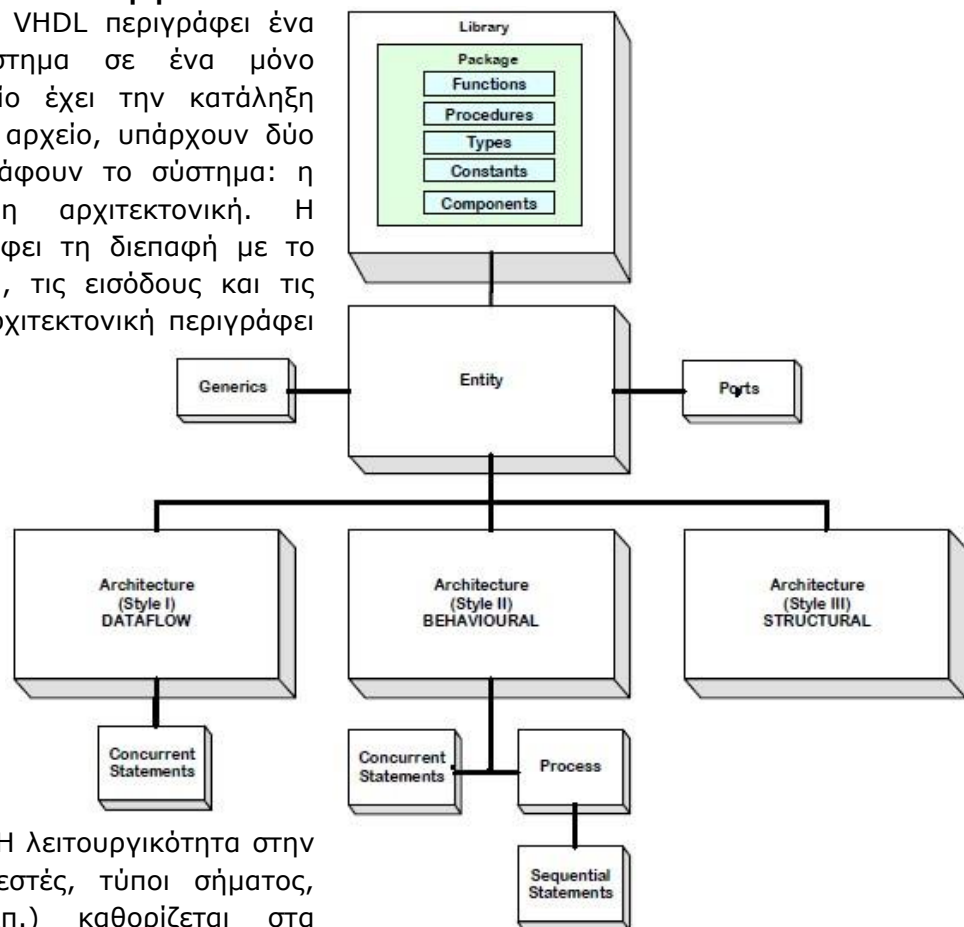 VHDL περιγράφει ένα
στημα σε ένα μόνο
ίο έχει την κατάληξη
αρχείο, υπάρχουν δύο
άφουν το σύστημα: η
η αρχιτεκτονική. Η
φει τη διεπαφή με το
, τις εισόδους και τις
ρχιτεκτονική περιγράφει
Library
Package
Functions
Procedures
Types
Constants
Components
Generics
Entity
Ports
Architecture
(Style I)
DATAFLOW
Architecture
(Style II)
BEHAVIOURAL
Architecture
(Style III)
STRUCTURAL
Concurrent
Statements
Concurrent
Statements
Process
Sequential
Statements
Η λειτουργικότητα στην
εστές, τύποι σήματος,
π.) καθορίζεται στα